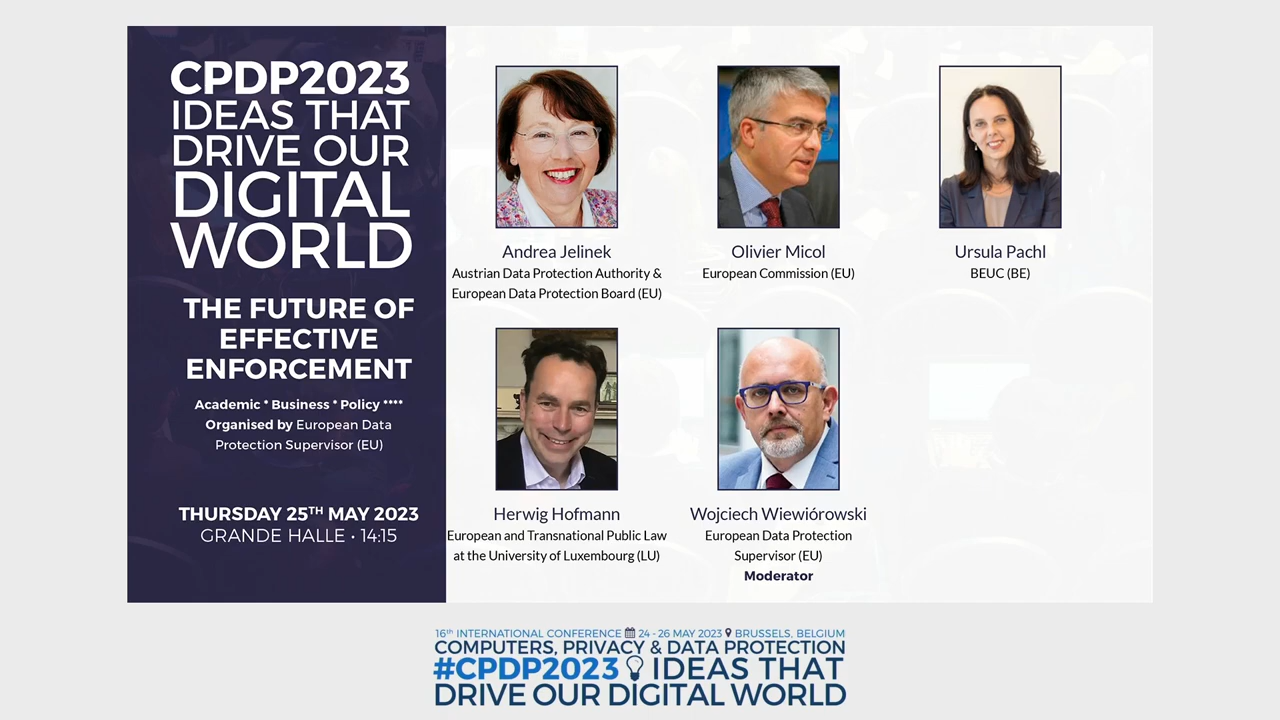 CPDP2023
IDEAS THAT
DRIVE OUR
DIGITAL
WORLD
THE FUTURE OF
EFFECTIVE
ENFORCEMENT
Academic * Business * Policy ****
Organised by European Data
Protection Supervisor (EU)
THURSDAY 25TH MAY 2023
GRANDE HALLE • 14:15
Andrea Jelinek
Austrian Data Protection Authority &
European Data Protection Board (EU)
Olivier Micol
European Commission (EU)
Ursula Pachl
BEUC (BE)
Herwig Hofmann
European and Transnational Public Law
at the University of Luxembourg (LU)
Wojciech Wiewiórowski
European Data Protection
Supervisor (EU)
Moderator
16th INTERNATIONAL CONFERENCE 24 - 26 MAY 2023 BRUSSELS, BELGIUM
COMPUTERS, PRIVACY & DATA PROTECTION
#CPDP2023 IDEAS THAT
DRIVE OUR DIGITAL WORLD